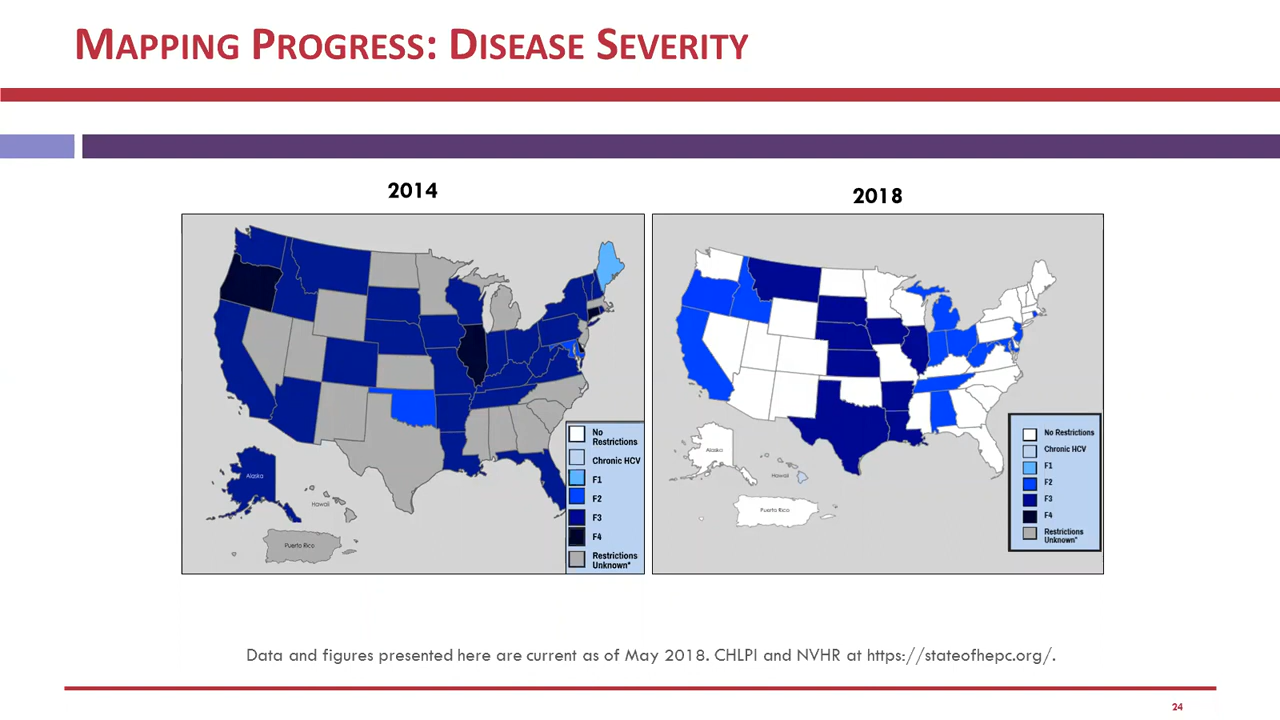 MAPPING PROGRESS: DISEASE SEVERITY
2014
2018
Alaska
Hawaii
Puerto Rico
No
Restrictions
Chronic HCV
F1
F2
F3
F4
Restrictions
Unknown*
Alaska
Hawaii
Puerto Rico
No Restrictions
Chronic HCV
F1
F2
F3
F4
Restrictions
Unknown*
Data and figures presented here are current as of May 2018. CHLPI and NVHR at https://stateofhepc.org/.
24